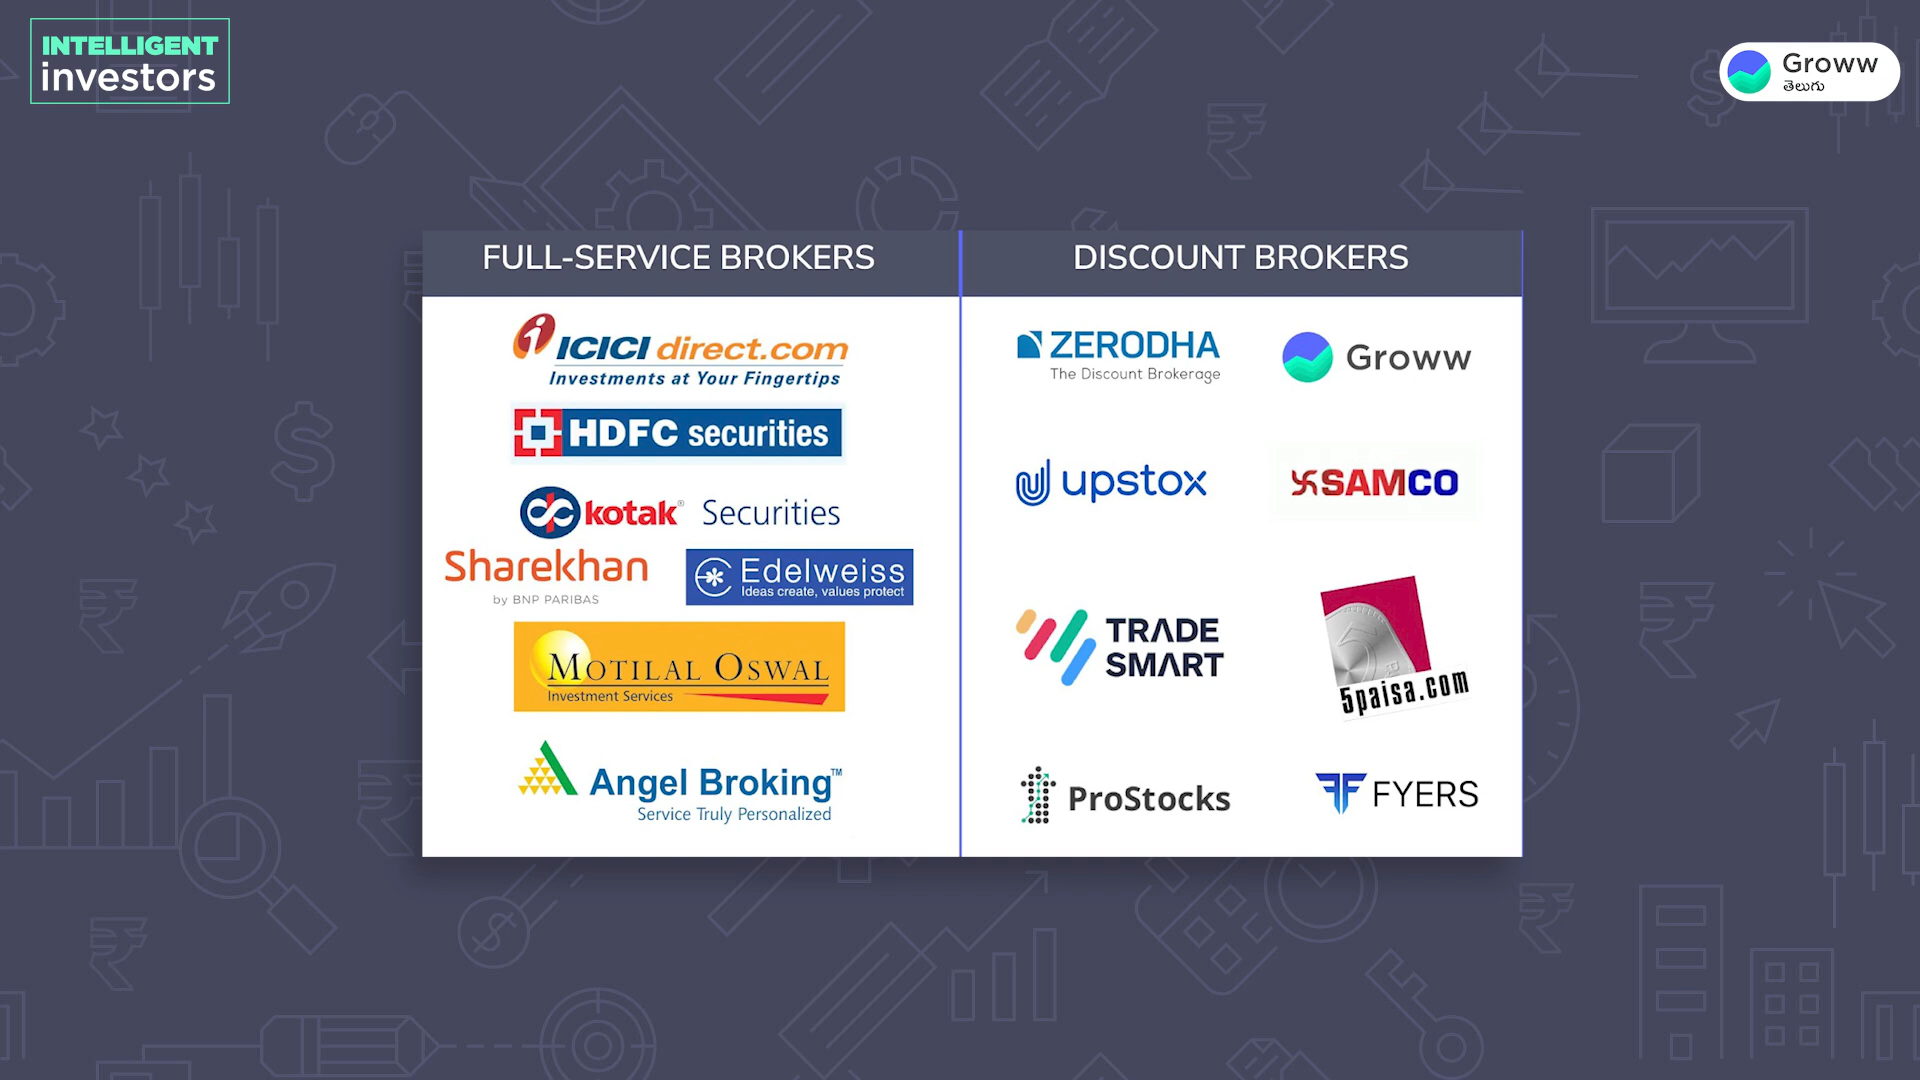 INTELLIGENT
investors
Groww
తెలుగు
FULL-SERVICE BROKERS
ICICI direct.com
Investments at Your Fingertips
HDFC securities
kotak® Securities
Sharekhan
by BNP PARIBAS
Edelweiss
Ideas create, values protect
MOTILAL OSWAL
Investment Services
Angel Broking™
Service Truly Personalized
DISCOUNT BROKERS
ZERODHA
The Discount Brokerage
Groww
upstox
SAMCO
TRADE
SMART
5paisa.com
ProStocks
FYERS